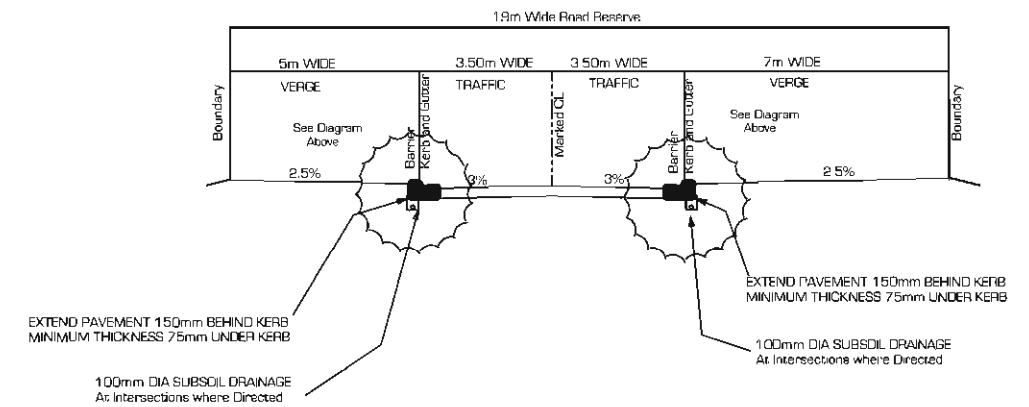 19m Wide Road Reserve
5m WIDE
3.50m WIDE
3 50m WIDE
7m WIDE
VERGE
TRAFFIC
TRAFFIC
VERGE
Boundary
See Diagram
Above
Barrier
Kerb and Gutter
Marked CL
Barrier
Kerb and Gutter
See Diagram
Above
Boundary
2.5%
3%
3%
2 5%
EXTEND PAVEMENT 150mm BEHIND KERB
MINIMUM THICKNESS 75mm UNDER KERB
EXTEND PAVEMENT 150mm BEHIND KERB
MINIMUM THICKNESS 75mm UNDER KERB
100mm DIA SUBSOIL DRAINAGE
At Intersections where Directed
100mm DIA SUBSOIL DRAINAGE
At Intersections where Directed